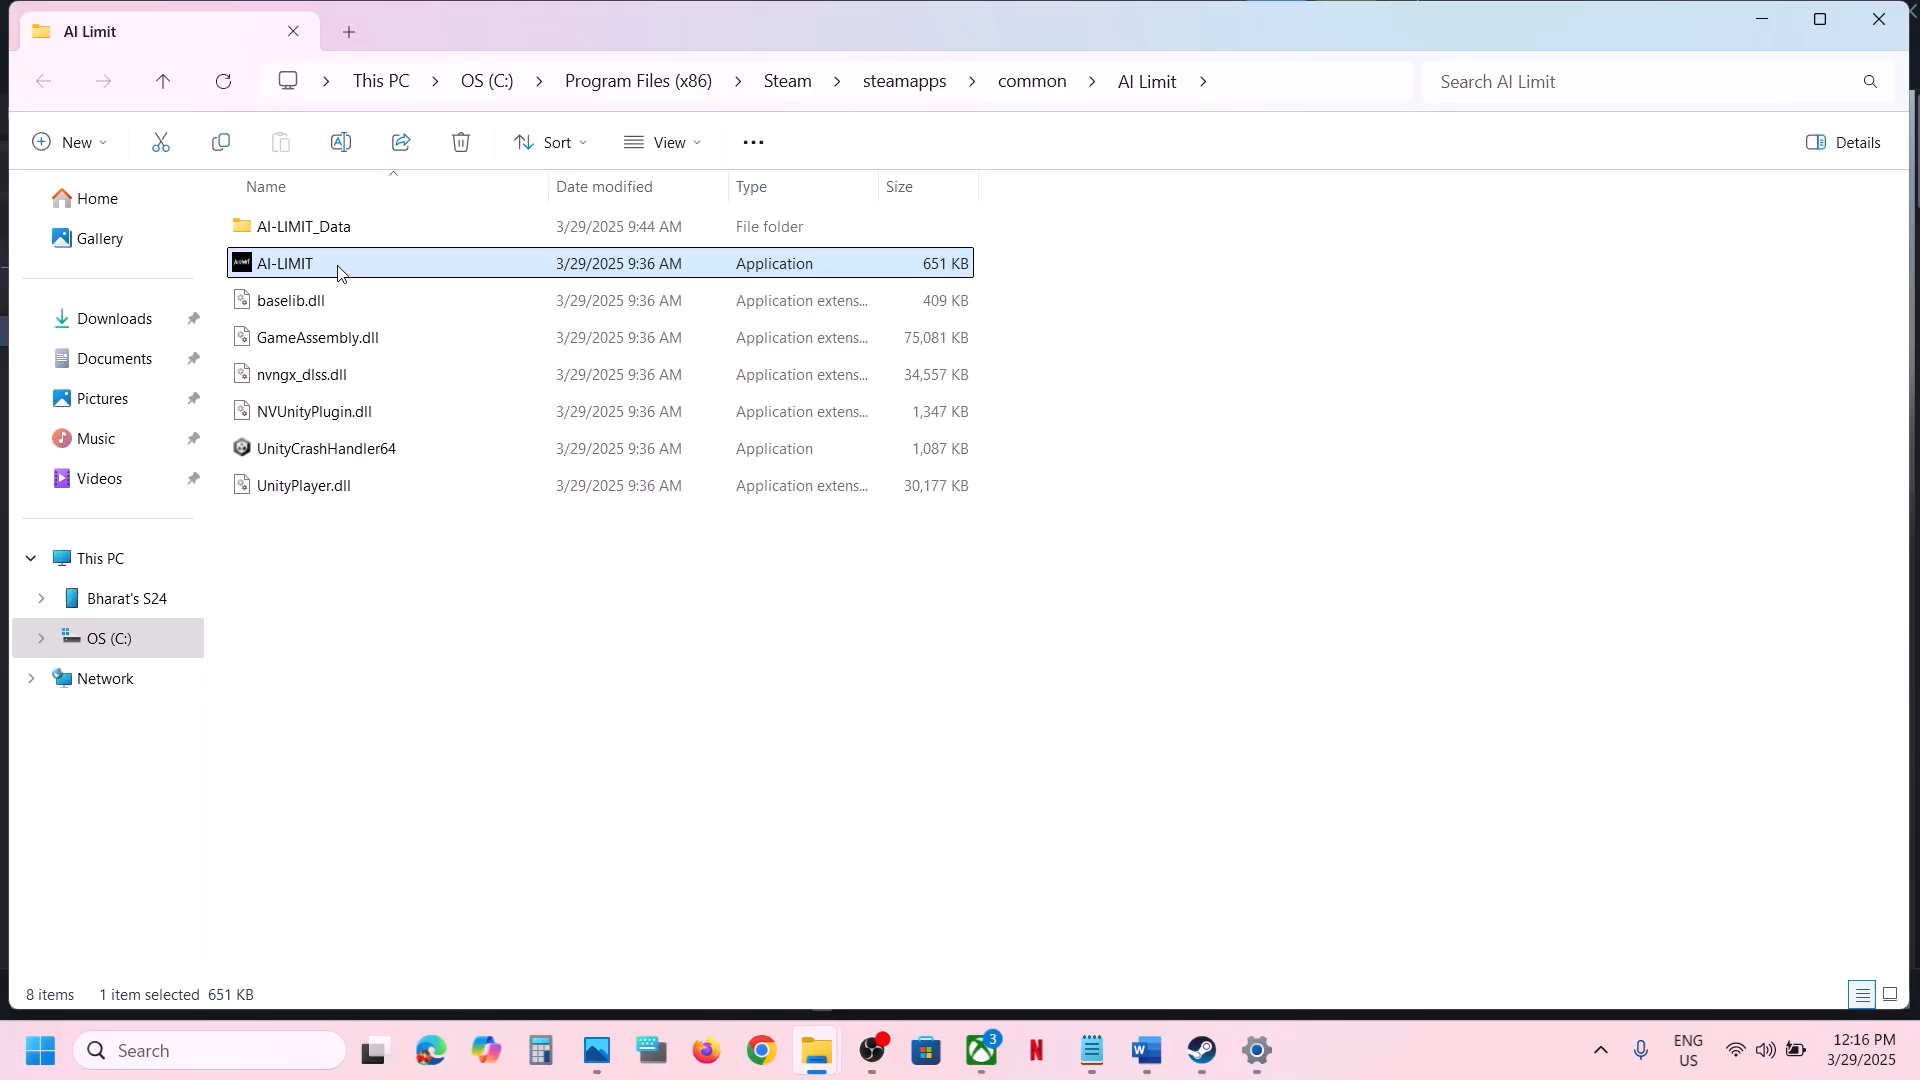 AI Limit
This PC
OS (C:)
Program Files (x86)
Steam
steamapps
common
AI Limit
Search AI Limit
New
Sort
View
Details
Name
Date modified
Type
Size
AI-LIMIT_Data
3/29/2025 9:44 AM
File folder
AI-LIMIT
3/29/2025 9:36 AM
Application
651 KB
baselib.dll
3/29/2025 9:36 AM
Application extens...
409 KB
GameAssembly.dll
3/29/2025 9:36 AM
Application extens...
75,081 KB
nvngx_dlss.dll
3/29/2025 9:36 AM
Application extens...
34,557 KB
NVUnityPlugin.dll
3/29/2025 9:36 AM
Application extens...
1,347 KB
UnityCrashHandler64
3/29/2025 9:36 AM
Application
1,087 KB
UnityPlayer.dll
3/29/2025 9:36 AM
Application extens...
30,177 KB
Home
Gallery
Downloads
Documents
Pictures
Music
Videos
This PC
Bharat's S24
OS (C:)
Network
8 items
1 item selected 651 KB
Search
3
ENG
US
12:16 PM
3/29/2025